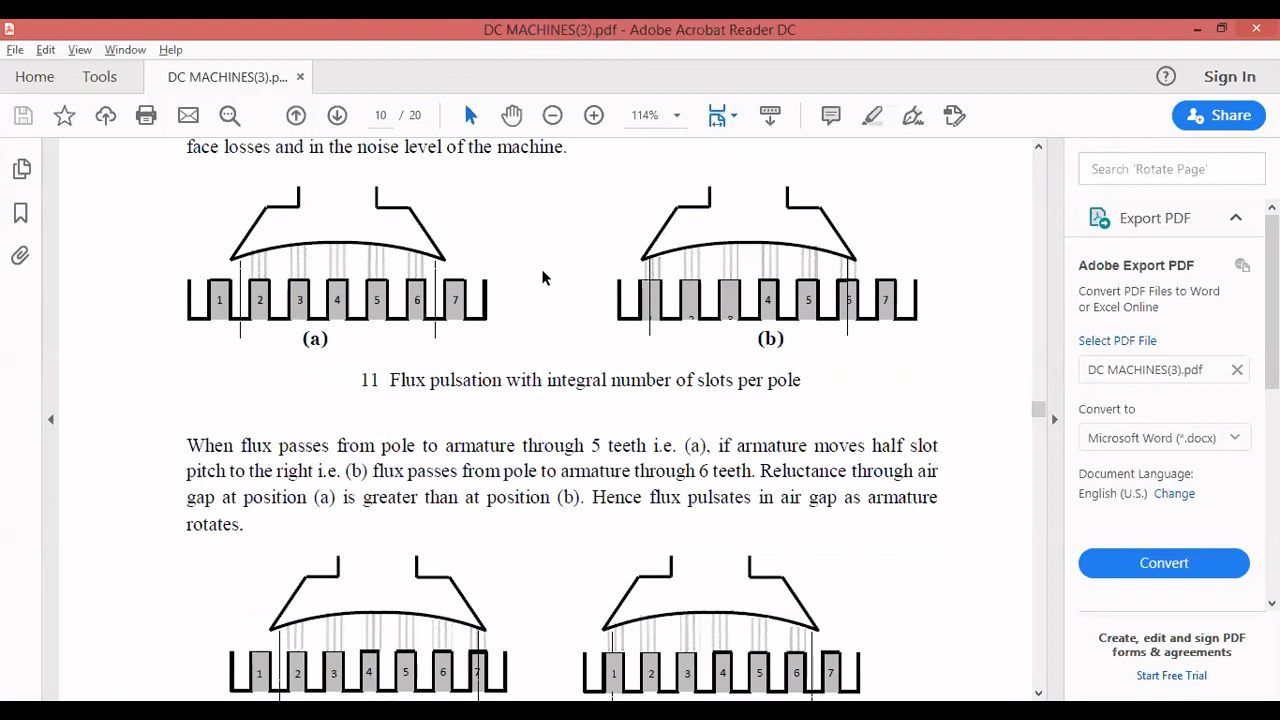 DC MACHINES(3).pdf - Adobe Acrobat Reader DC
File Edit View Window Help
Home Tools DC MACHINES(3).p... × Sign In
10 / 20 114% Share
face losses and in the noise level of the machine.
1 2 3 4 5 6 7
4 5 6 7
(a) (b)
11 Flux pulsation with integral number of slots per pole
When flux passes from pole to armature through 5 teeth i.e. (a), if armature moves half slot
pitch to the right i.e. (b) flux passes from pole to armature through 6 teeth. Reluctance through air
gap at position (a) is greater than at position (b). Hence flux pulsates in air gap as armature
rotates.
1 2 3 4 5 6 7
1 2 3 4 5 6 7
Search 'Rotate Page'
Export PDF
Adobe Export PDF
Convert PDF Files to Word
or Excel Online
Select PDF File
DC MACHINES(3).pdf
Convert to
Microsoft Word (*.docx)
Document Language:
English (U.S.) Change
Convert
Create, edit and sign PDF
forms & agreements
Start Free Trial